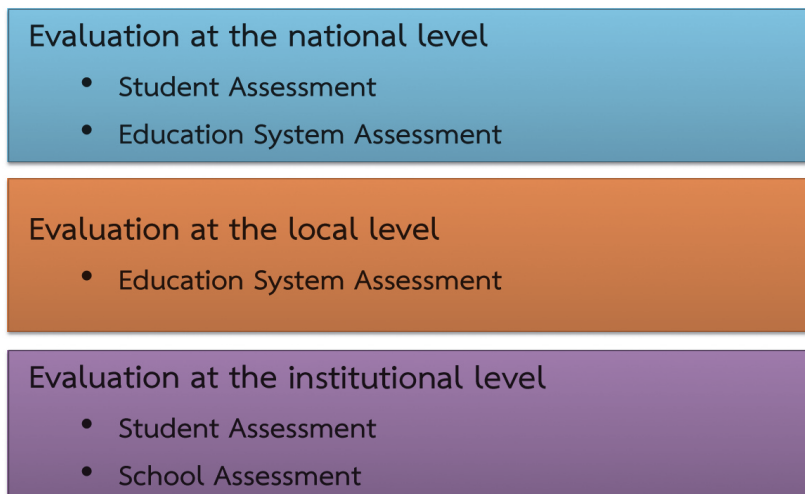 Evaluation at the national level
• Student Assessment
• Education System Assessment
Evaluation at the local level
• Education System Assessment
Evaluation at the institutional level
• Student Assessment
• School Assessment